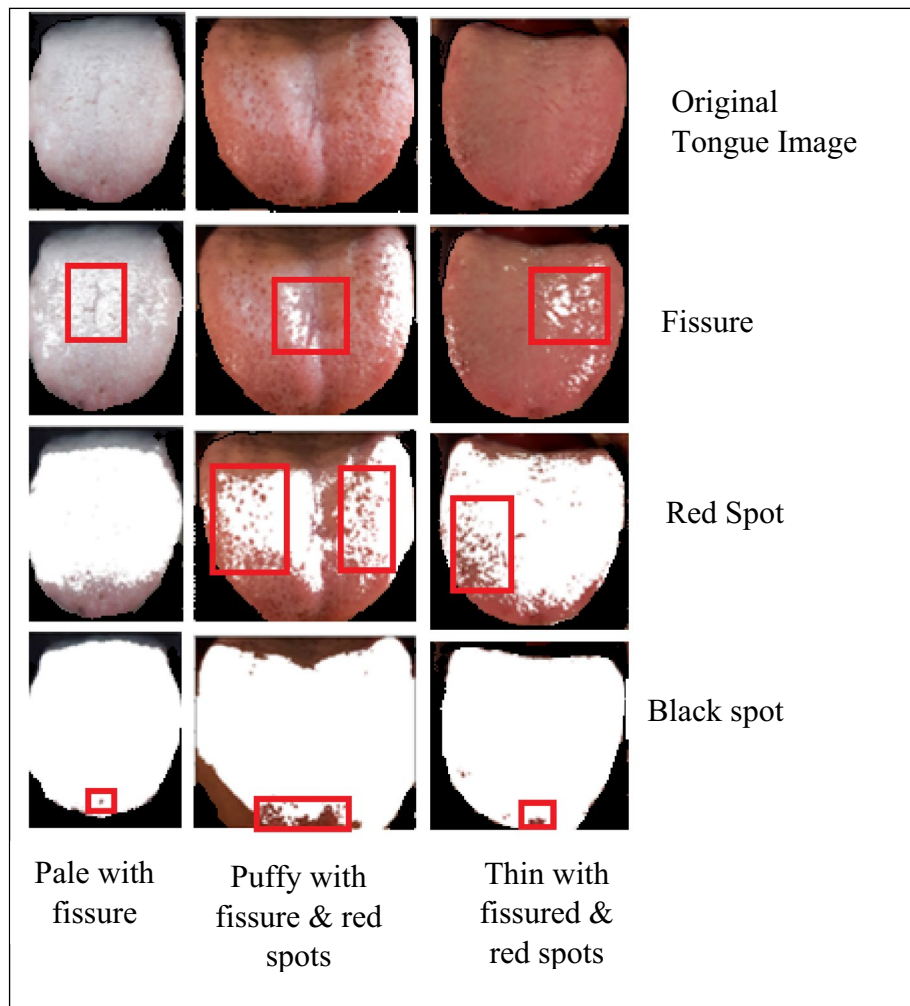 Original
Tongue Image
Fissure
Red Spot
Black spot
Pale with
fissure
Puffy with
fissure & red
spots
Thin with
fissured &
red spots